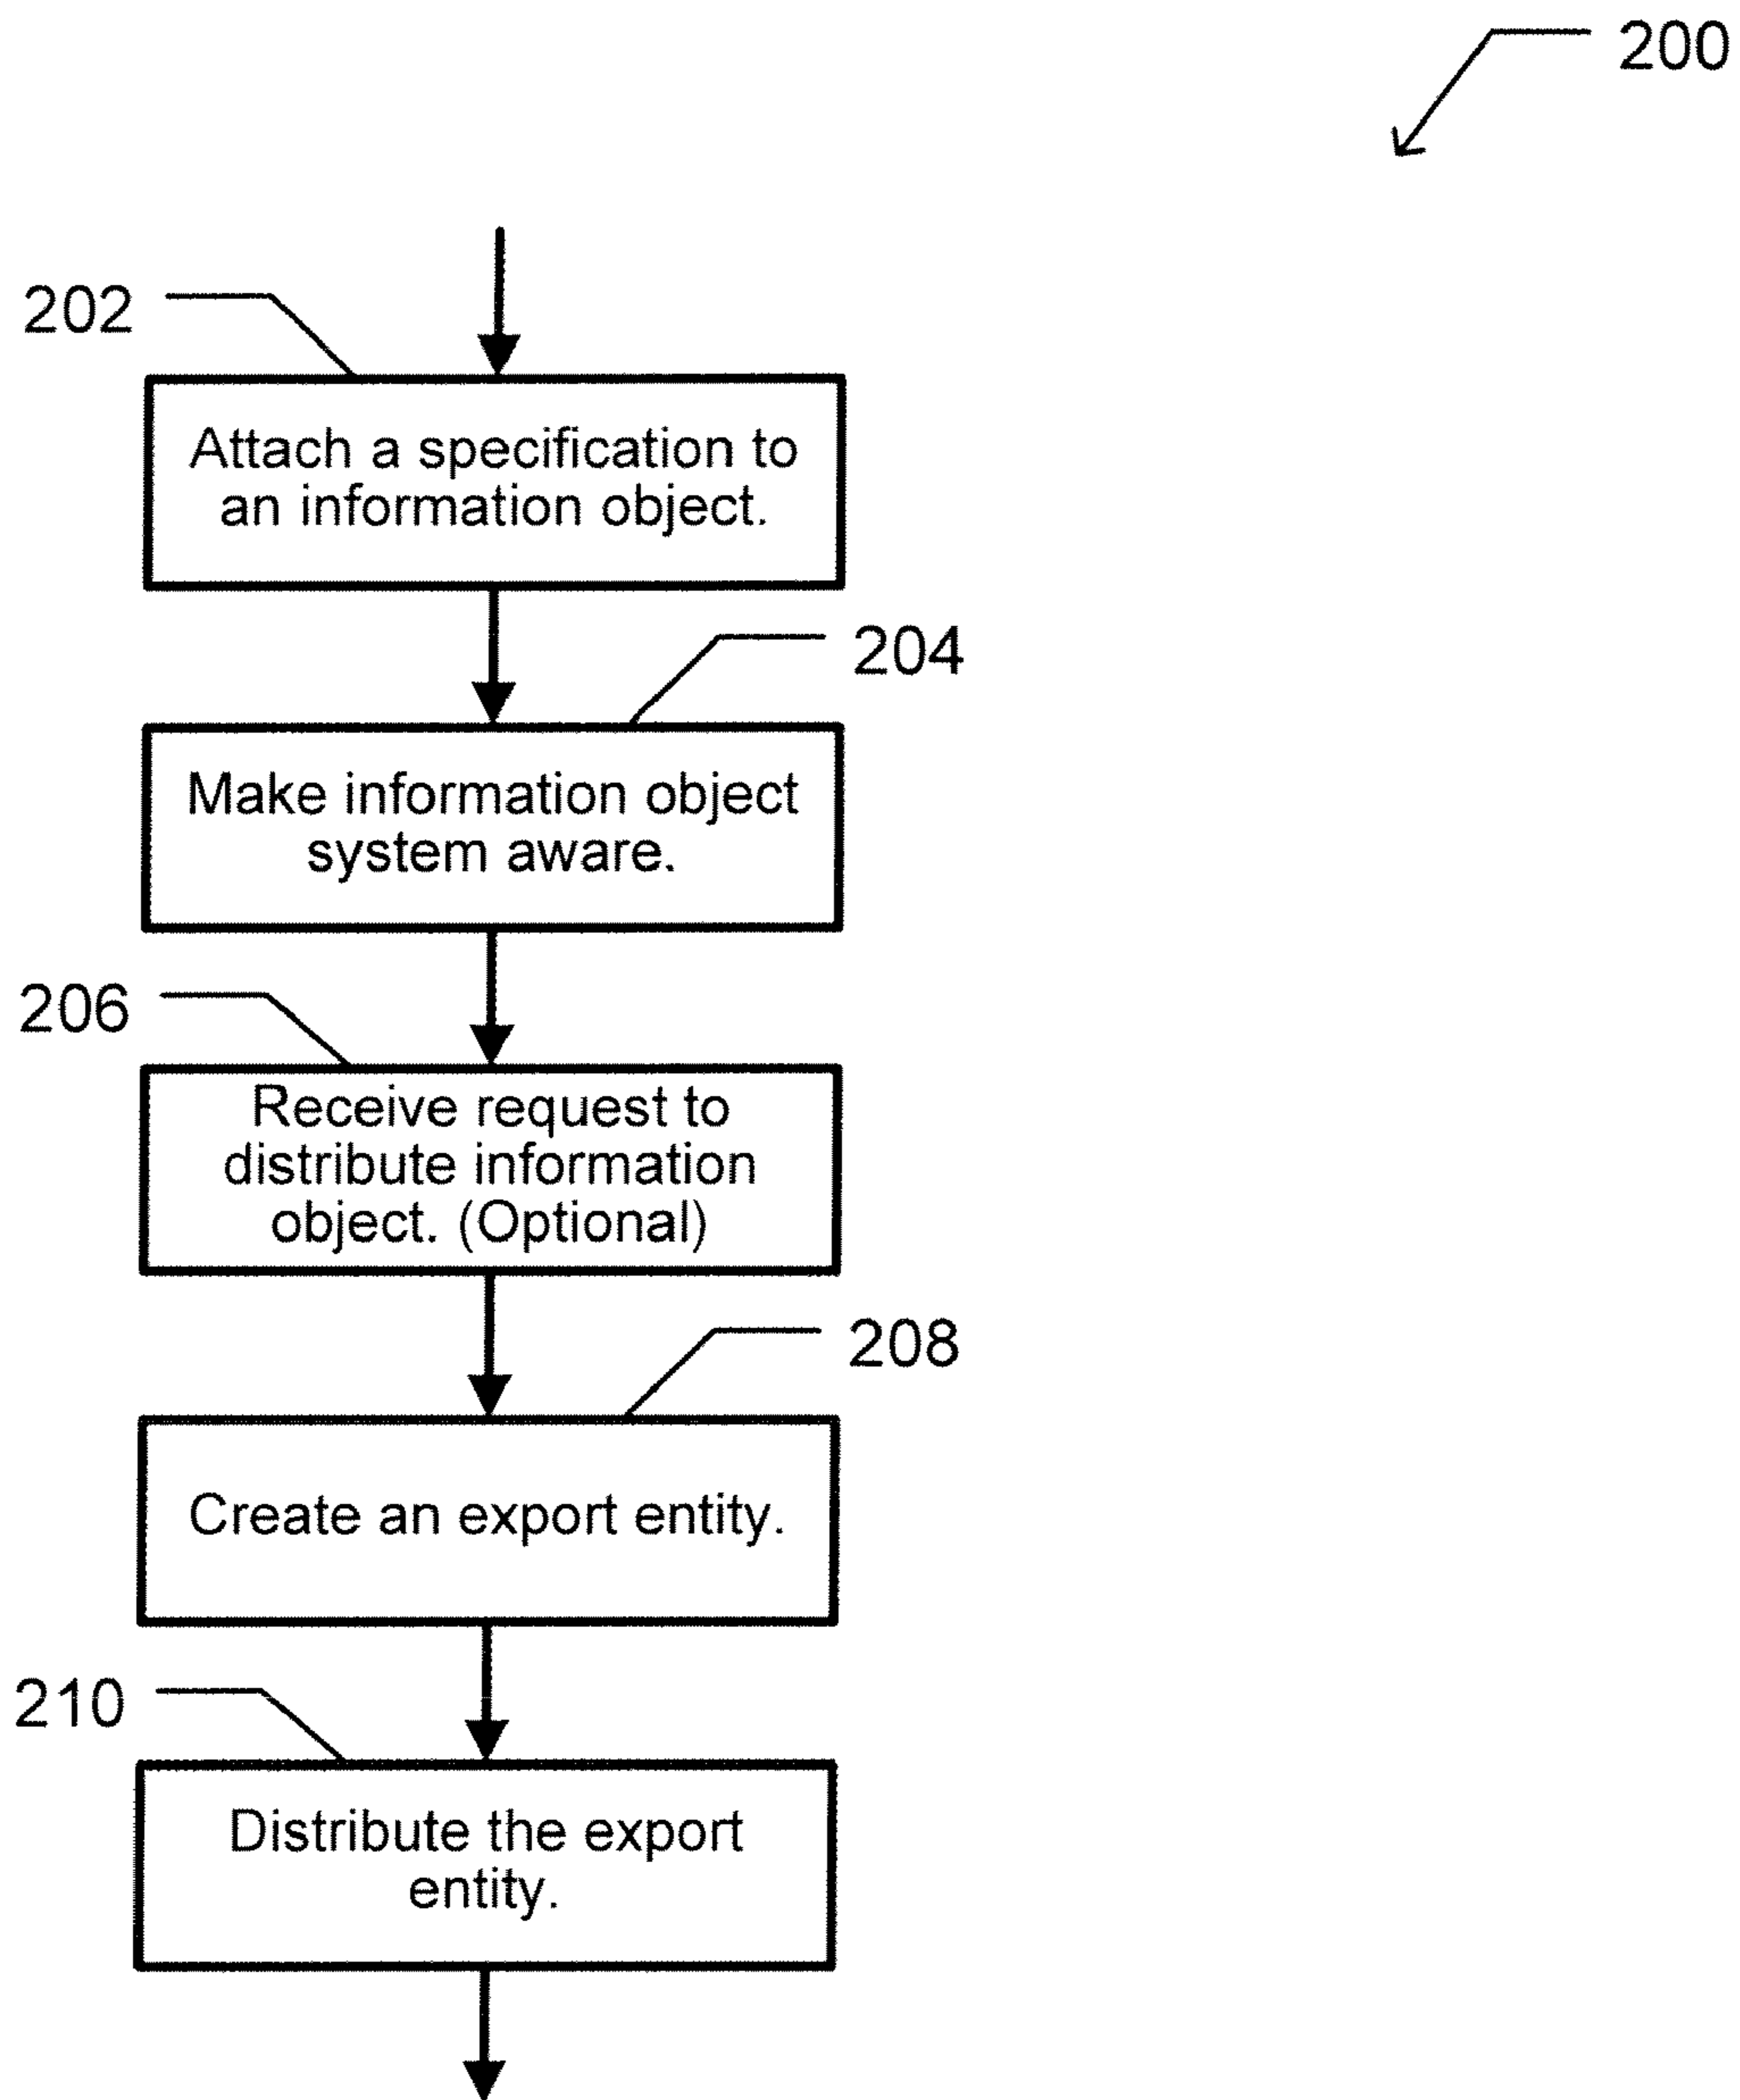 200
202
Attach a specification to
an information object.
204
Make information object
system aware.
206
Receive request to
distribute information
object. (Optional)
208
Create an export entity.
210
Distribute the export
entity.